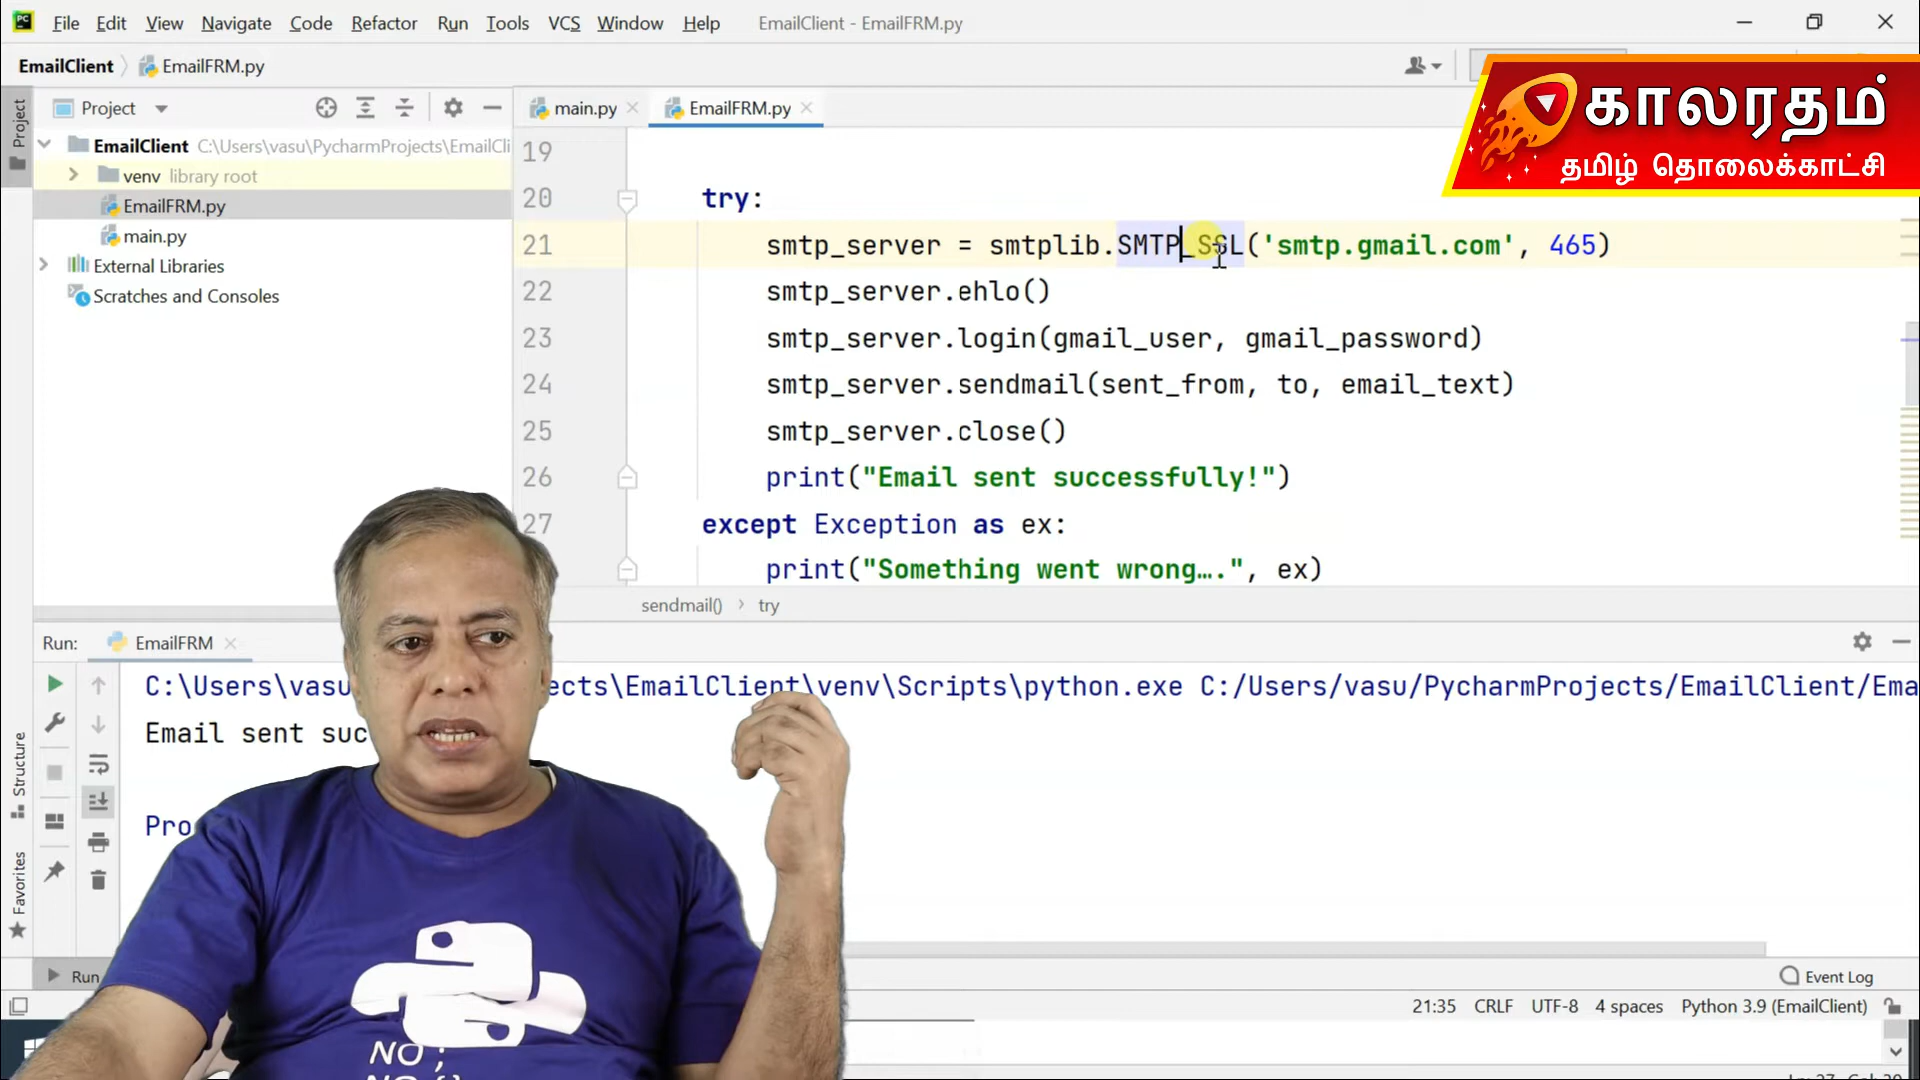 PC File Edit View Navigate Code Refactor Run Tools VCS Window Help EmailClient - EmailFRM.py
EmailClient EmailFRM.py
காலரதம்
தமிழ் தொலைக்காட்சி
Project
Project
main.py
EmailFRM.py
EmailClient C:\Users\vasu\PycharmProjects\EmailCli
venv library root
EmailFRM.py
main.py
External Libraries
Scratches and Consoles
19
20 try:
21 smtp_server = smtplib.SMTP_SSL('smtp.gmail.com', 465)
22 smtp_server.ehlo()
23 smtp_server.login(gmail_user, gmail_password)
24 smtp_server.sendmail(sent_from, to, email_text)
25 smtp_server.close()
26 print("Email sent successfully!")
27 except Exception as ex:
print("Something went wrong….", ex)
sendmail() try
Run: EmailFRM
C:\Users\vasu ects\EmailClient\venv\Scripts\python.exe C:/Users/vasu/PycharmProjects/EmailClient/Ema
Email sent suc
Pro
Structure
Favorites
Run
Event Log
21:35 CRLF UTF-8 4 spaces Python 3.9 (EmailClient)
NO ;